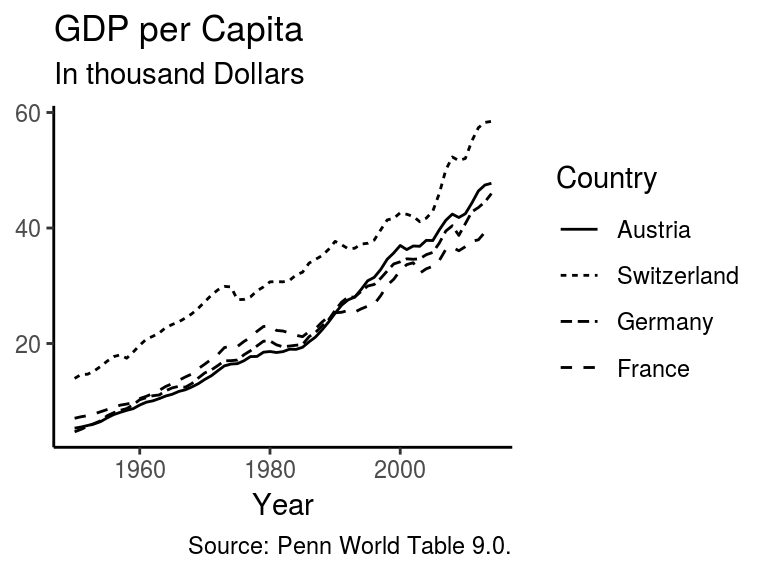 GDP per Capita
In thousand Dollars
60
40
20
1960 1980 2000
Year
Country
Austria
Switzerland
Germany
France
Source: Penn World Table 9.0.